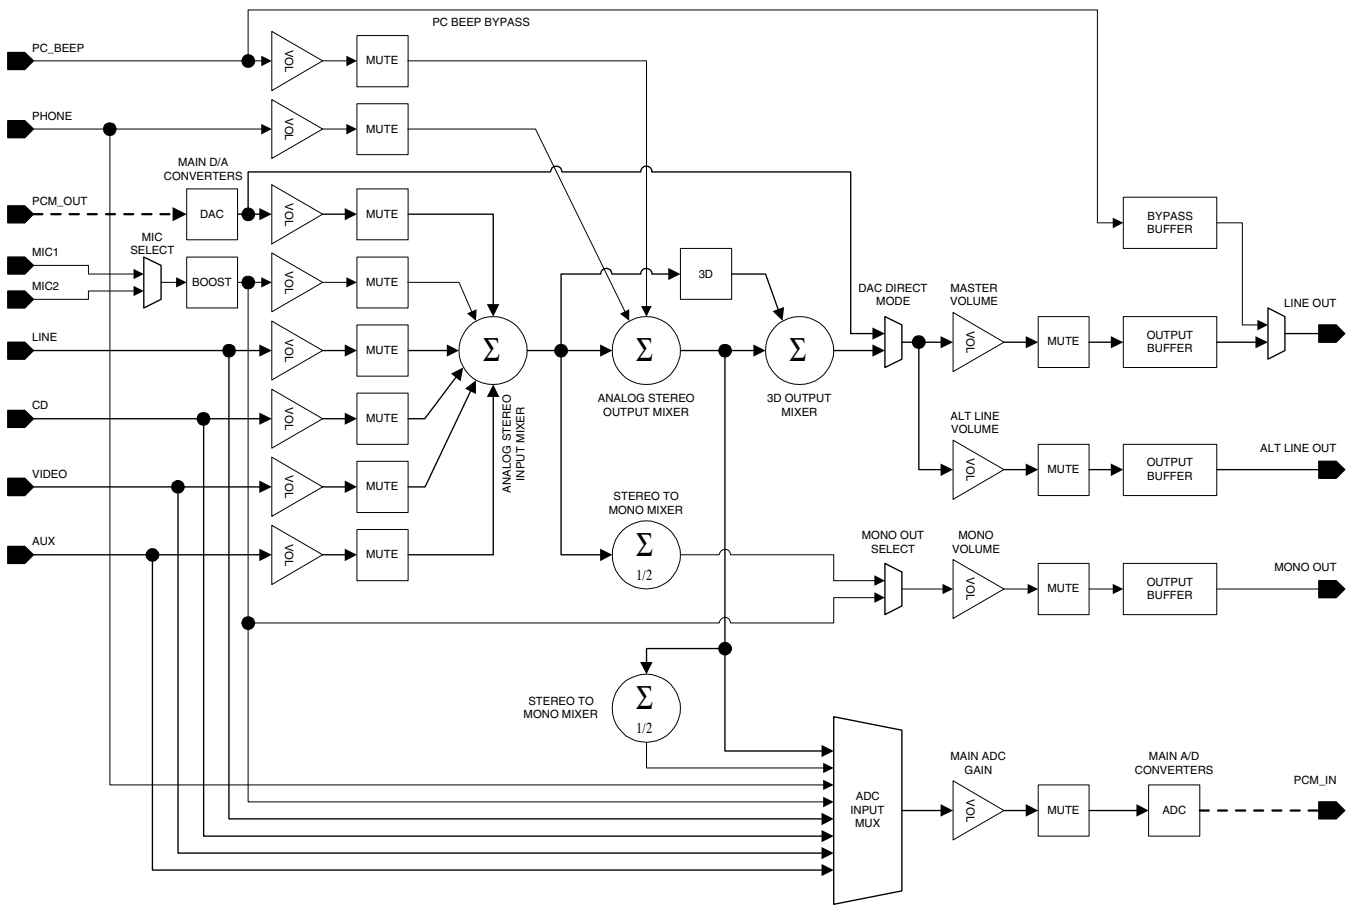 PC BEEP BYPASS
PC_BEEP
VOL
MUTE
PHONE
VOL
MUTE
MAIN D/A
CONVERTERS
PCM_OUT
DAC
VOL
MUTE
BYPASS
BUFFER
MIC1
MIC
SELECT
MIC2
BOOST
VOL
MUTE
3D
DAC DIRECT
MODE
MASTER
VOLUME
LINE OUT
LINE
VOL
MUTE
Σ
ANALOG STEREO
INPUT MIXER
Σ
ANALOG STEREO
OUTPUT MIXER
Σ
3D OUTPUT
MIXER
VOL
MUTE
OUTPUT
BUFFER
CD
VOL
MUTE
ALT LINE
VOLUME
VOL
MUTE
OUTPUT
BUFFER
ALT LINE OUT
VIDEO
VOL
MUTE
STEREO TO
MONO MIXER
Σ
1/2
AUX
VOL
MUTE
MONO OUT
SELECT
MONO
VOLUME
VOL
MUTE
OUTPUT
BUFFER
MONO OUT
STEREO TO
MONO MIXER
Σ
1/2
ADC
INPUT
MUX
MAIN ADC
GAIN
VOL
MUTE
MAIN A/D
CONVERTERS
ADC
PCM_IN